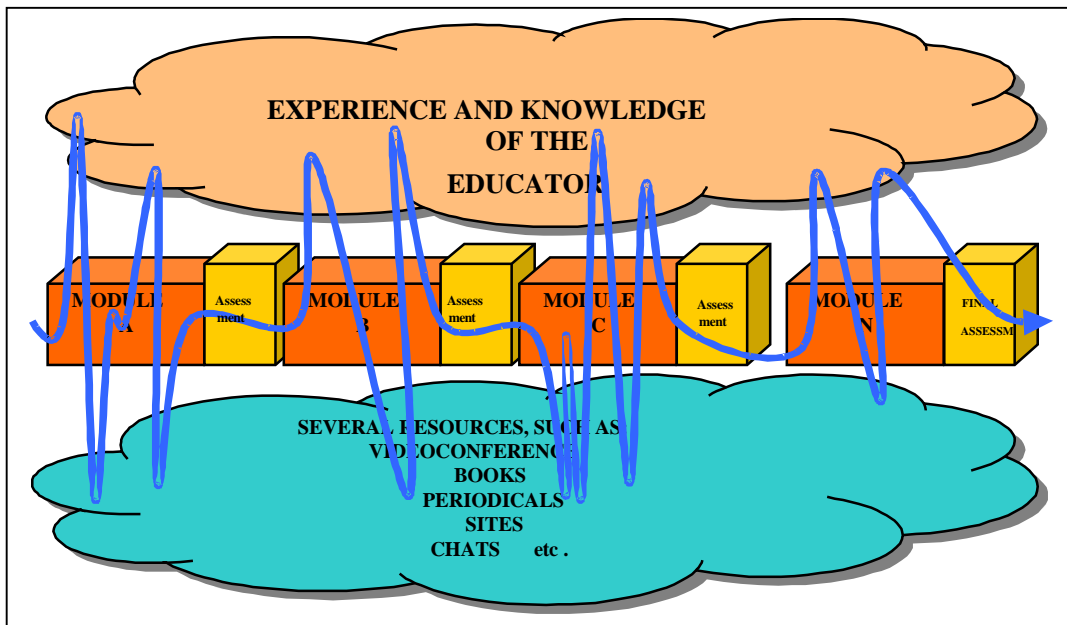 EXPERIENCE AND KNOWLEDGE
OF THE
EDUCATOR
MODULE
A
Assess
ment
MODULE
B
Assess
ment
MODULE
C
Assess
ment
MODULE
N
FINAL
ASSESSM
SEVERAL RESOURCES, SUCH AS
VIDEOCONFERENCE
BOOKS
PERIODICALS
SITES
CHATS etc .